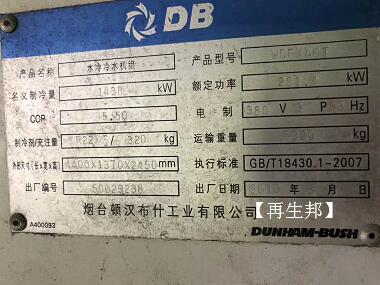 DB
产品名称 水冷冷水机组 产品型号
名义制冷量 kW 额定功率 kW
COP 5.50 电制 380 V 3 P Hz
制冷剂/充注量 R22 / 320 kg 运输重量 kg
外形尺寸(长x宽x高) 4400X1370X2450 mm 执行标准 GB/T18430.1-2007
出厂编号 50029238 出厂日期 年 月 日
烟台顿汉布什工业有限公司
【再生邦】
A400093 DUNHAM-BUSH